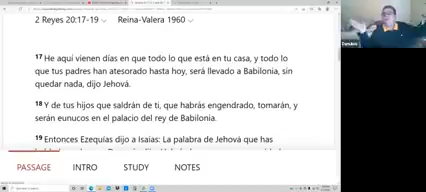 2 Reyes 20:17-19 Reina-Valera 1960
17 He aquí vienen días en que todo lo que está en tu casa, y todo lo
que tus padres han atesorado hasta hoy, será llevado a Babilonia, sin
quedar nada, dijo Jehová.
18 Y de tus hijos que saldrán de ti, que habrás engendrado, tomarán, y
serán eunucos en el palacio del rey de Babilonia.
19 Entonces Ezequías dijo a Isaías: La palabra de Jehová que has
PASSAGE INTRO STUDY NOTES